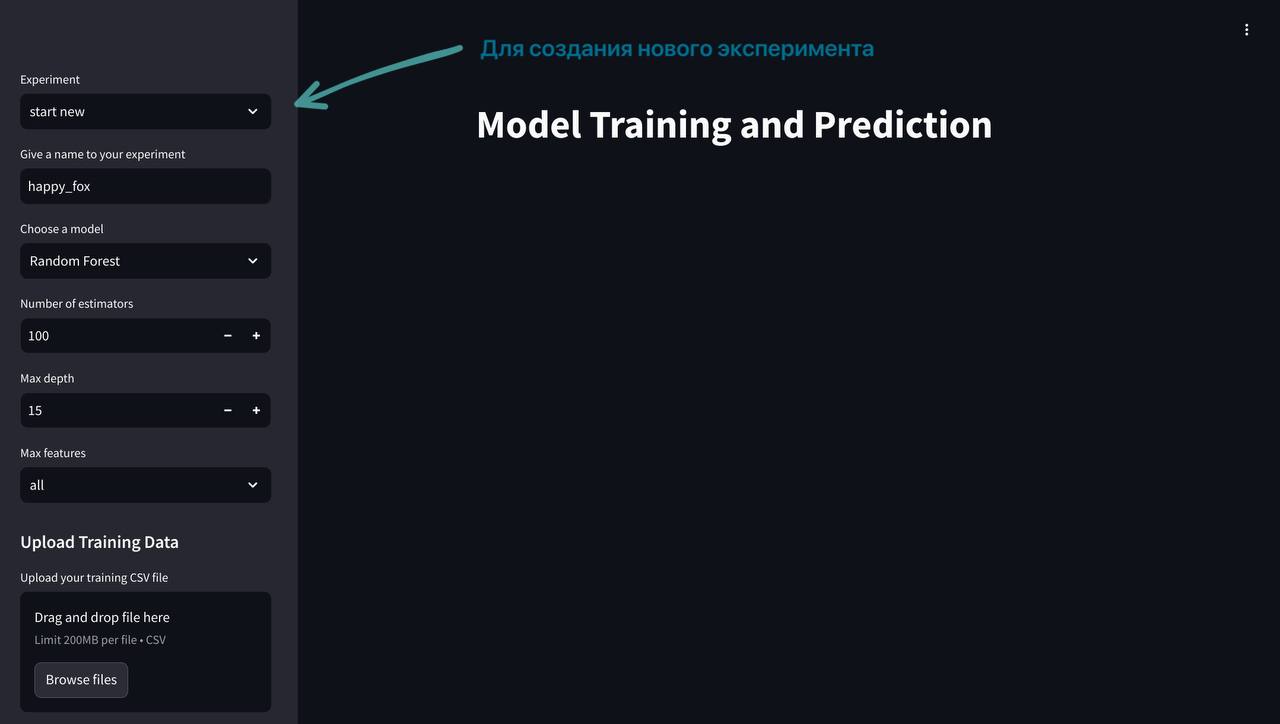 Для создания нового эксперимента
Model Training and Prediction
Experiment
start new
Give a name to your experiment
happy_fox
Choose a model
Random Forest
Number of estimators
100
Max depth
15
Max features
all
Upload Training Data
Upload your training CSV file
Drag and drop file here
Limit 200MB per file • CSV
Browse files